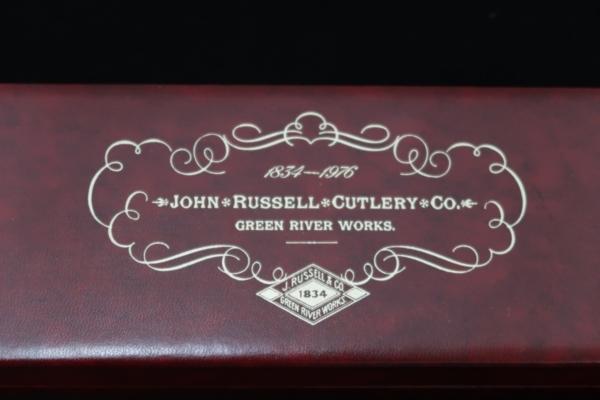 1834—1976
JOHN*RUSSELL*CUTLERY*CO.
GREEN RIVER WORKS.
J. RUSSELL & CO.
1834
GREEN RIVER WORKS